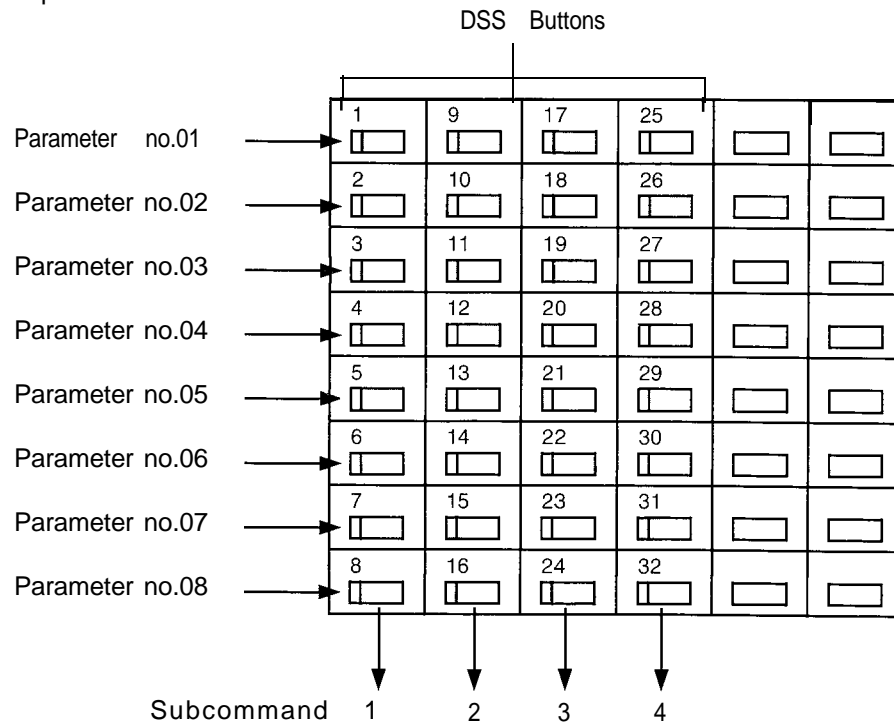 DSS Buttons
Parameter no.01 1 9 17 25
Parameter no.02 2 10 18 26
Parameter no.03 3 11 19 27
Parameter no.04 4 12 20 28
Parameter no.05 5 13 21 29
Parameter no.06 6 14 22 30
Parameter no.07 7 15 23 31
Parameter no.08 8 16 24 32
Subcommand 1 2 3 4